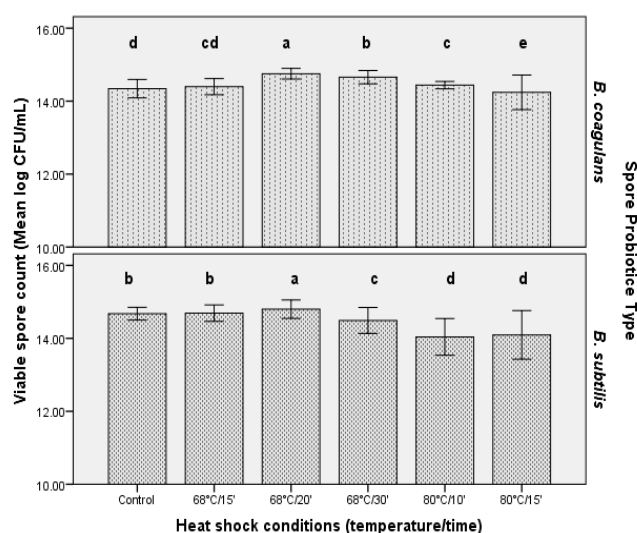 Viable spore count (Mean log CFU/mL)
16.00
14.00
12.00
10.00
d cd a b c e
B. coagulans
16.00
14.00
12.00
10.00
b b a c d d
B. subtilis
Spore Probiotice Type
Control 68°C/15' 68°C/20' 68°C/30' 80°C/10' 80°C/15'
Heat shock conditions (temperature/time)